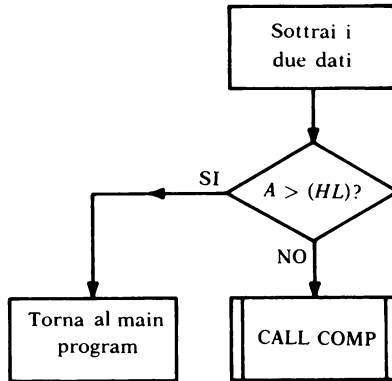 Sottrai i
due dati
SI
A > (HL)?
NO
Torna al main
program
CALL COMP